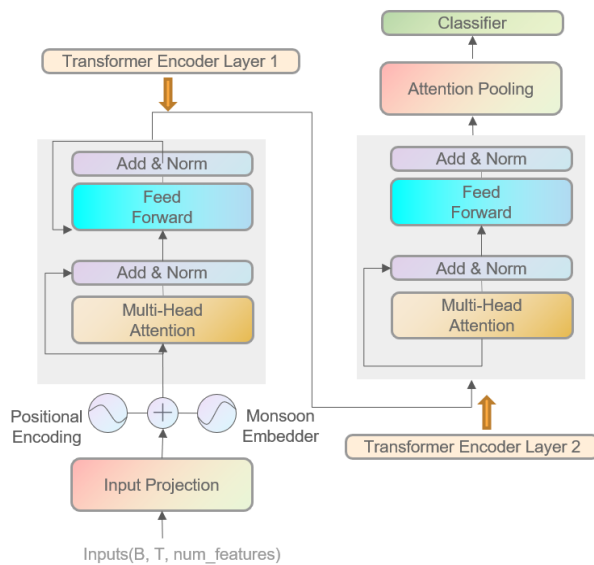 Transformer Encoder Layer 1
Add & Norm
Feed
Forward
Add & Norm
Multi-Head
Attention
Positional
Encoding
Monsoon
Embedder
Input Projection
Inputs(B, T, num_features)
Classifier
Attention Pooling
Add & Norm
Feed
Forward
Add & Norm
Multi-Head
Attention
Transformer Encoder Layer 2